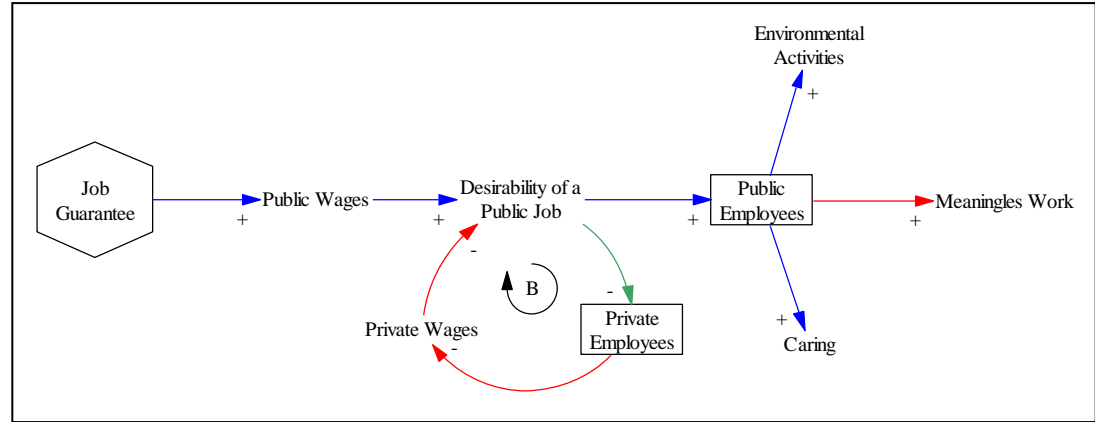 Environmental
Activities
+
Job
Guarantee
+
Public Wages
+
Desirability of a
Public Job
+
Public
Employees
+
Meaningles Work
-
B
-
Private
Employees
Private Wages
-
+
Caring